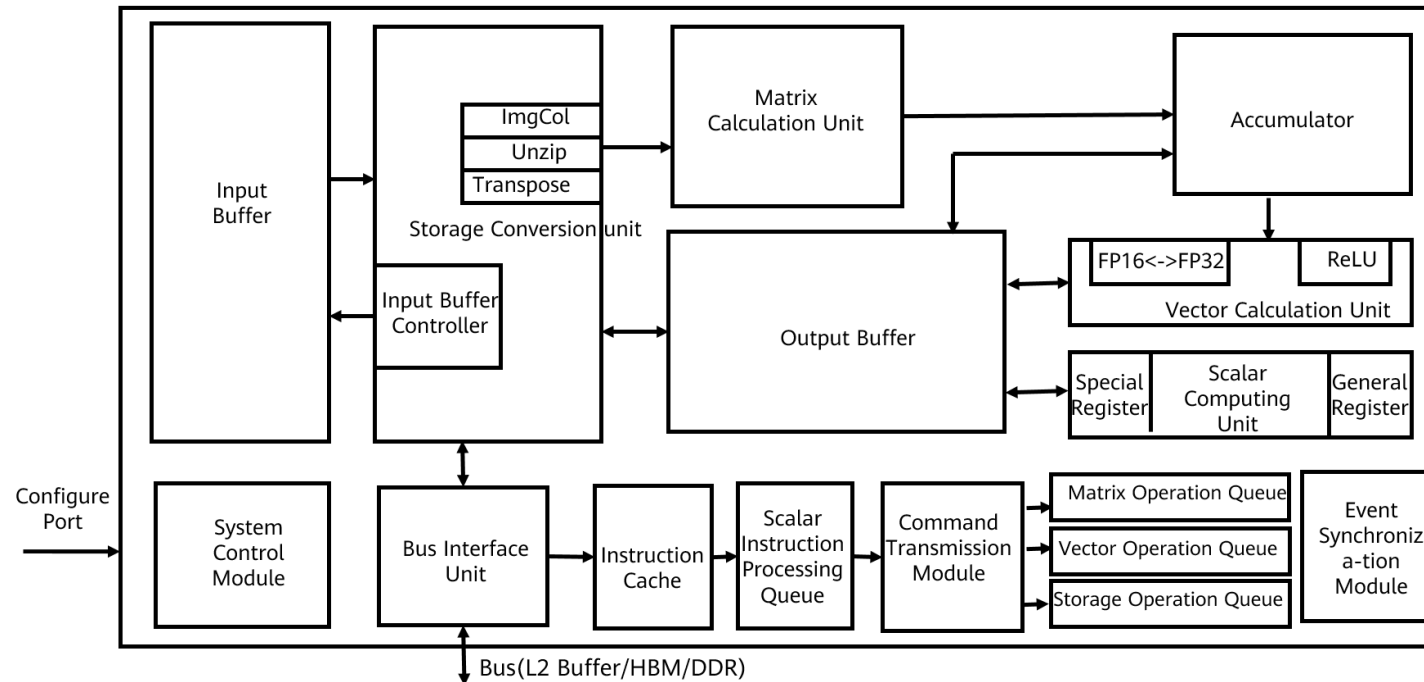 Input
Buffer
ImgCol
Unzip
Transpose
Storage Conversion unit
Input Buffer
Controller
Matrix
Calculation Unit
Accumulator
Output Buffer
FP16<->FP32
ReLU
Vector Calculation Unit
Special
Register
Scalar
Computing
Unit
General
Register
Configure
Port
System
Control
Module
Bus Interface
Unit
Instruction
Cache
Scalar
Instruction
Processing
Queue
Command
Transmission
Module
Matrix Operation Queue
Vector Operation Queue
Storage Operation Queue
Event
Synchroniz
a-tion
Module
Bus(L2 Buffer/HBM/DDR)